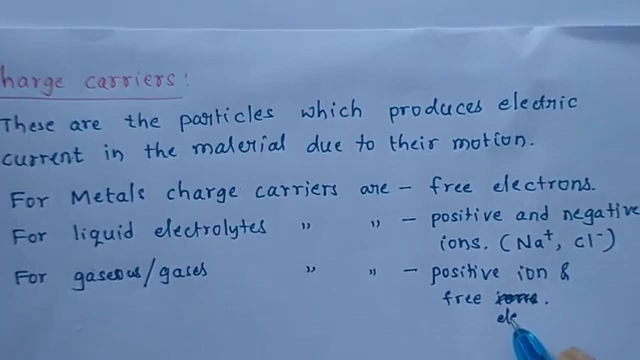 harge carriers:
These are the particles which produces electric
current in the material due to their motion.
For Metals charge carriers are - free electrons.
For liquid electrolytes " " - positive and negative
ions. (Na⁺, Cl⁻)
For gaseous/gases " " - positive ion &
free .
ele